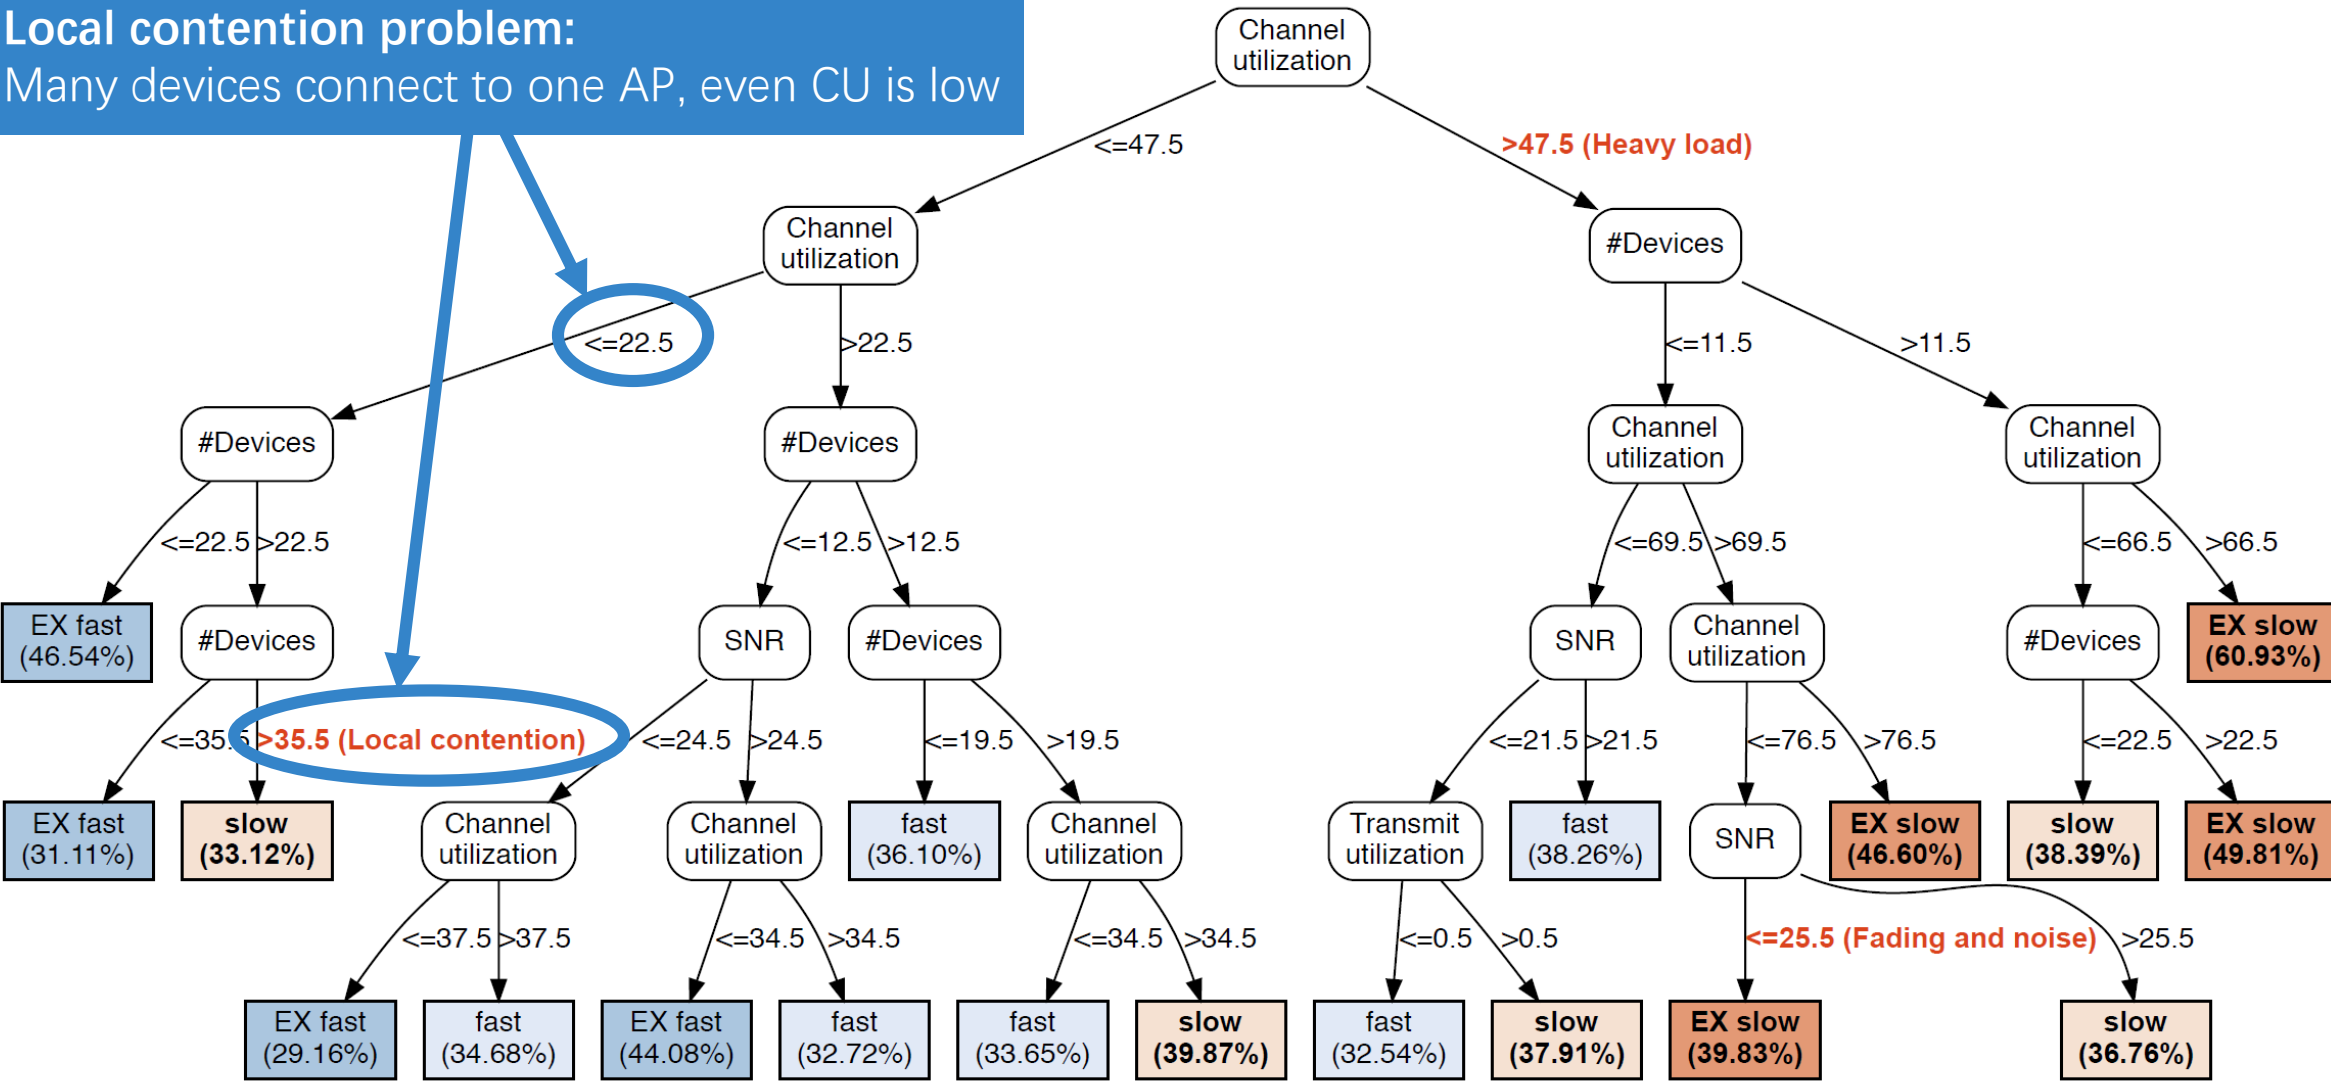 Local contention problem:
Many devices connect to one AP, even CU is low
Channel
utilization
<=47.5
>47.5 (Heavy load)
Channel
utilization
#Devices
<=22.5
>22.5
<=11.5
>11.5
#Devices
#Devices
Channel
utilization
Channel
utilization
<=22.5
>22.5
<=12.5
>12.5
<=69.5
>69.5
<=66.5
>66.5
EX fast
(46.54%)
#Devices
SNR
#Devices
SNR
Channel
utilization
#Devices
EX slow
(60.93%)
<=35.5
>35.5 (Local contention)
<=24.5
>24.5
<=19.5
>19.5
<=21.5
>21.5
<=76.5
>76.5
<=22.5
>22.5
EX fast
(31.11%)
slow
(33.12%)
Channel
utilization
Channel
utilization
fast
(36.10%)
Channel
utilization
Transmit
utilization
fast
(38.26%)
SNR
EX slow
(46.60%)
slow
(38.39%)
EX slow
(49.81%)
<=37.5
>37.5
<=34.5
>34.5
<=34.5
>34.5
<=0.5
>0.5
<=25.5 (Fading and noise)
>25.5
EX fast
(29.16%)
fast
(34.68%)
EX fast
(44.08%)
fast
(32.72%)
fast
(33.65%)
slow
(39.87%)
fast
(32.54%)
slow
(37.91%)
EX slow
(39.83%)
slow
(36.76%)